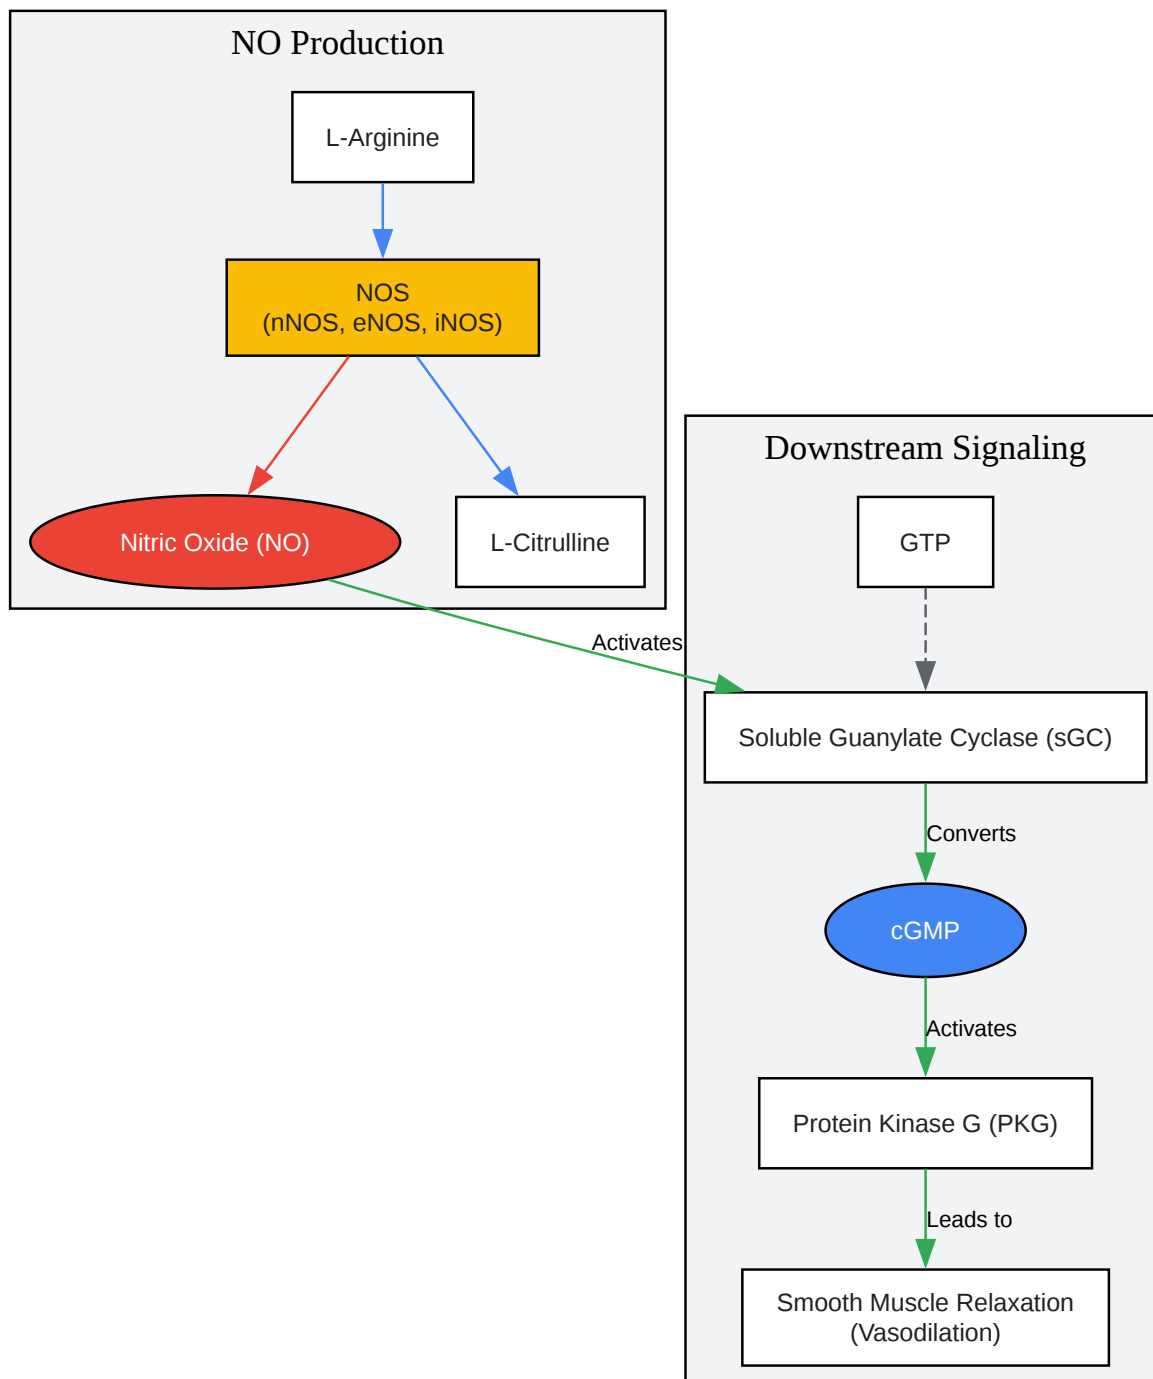 NO Production
L-Arginine
NOS
(nNOS, eNOS, iNOS)
Nitric Oxide (NO)
L-Citrulline
Activates
Downstream Signaling
GTP
Soluble Guanylate Cyclase (sGC)
Converts
cGMP
Activates
Protein Kinase G (PKG)
Leads to
Smooth Muscle Relaxation
(Vasodilation)